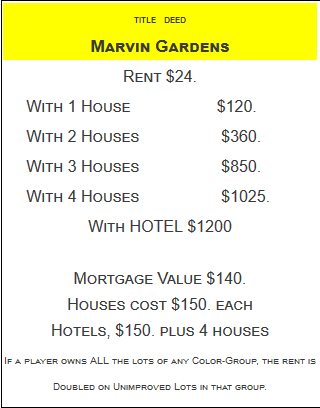 TITLE DEED
MARVIN GARDENS
RENT $24.
WITH 1 HOUSE $120.
WITH 2 HOUSES $360.
WITH 3 HOUSES $850.
WITH 4 HOUSES $1025.
WITH HOTEL $1200
MORTGAGE VALUE $140.
HOUSES COST $150. EACH
HOTELS, $150. PLUS 4 HOUSES
IF A PLAYER OWNS ALL THE LOTS OF ANY COLOR-GROUP, THE RENT IS
DOUBLED ON UNIMPROVED LOTS IN THAT GROUP.